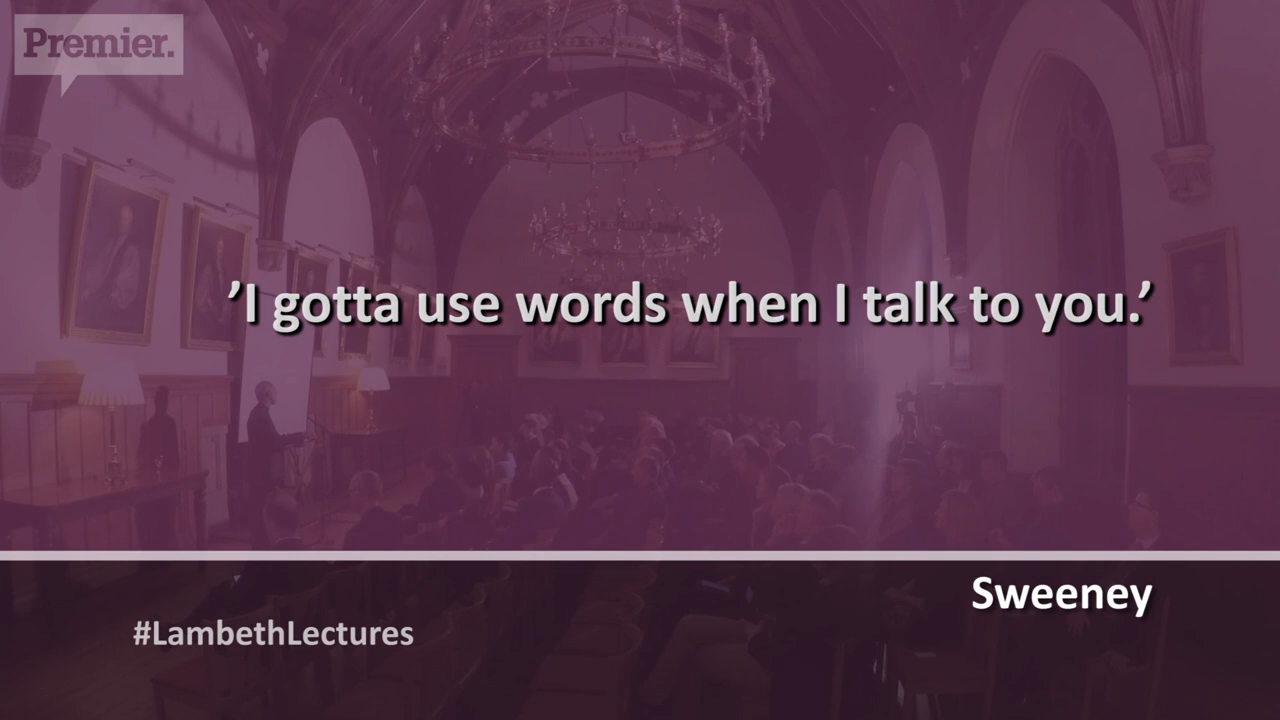 Premier.
’I gotta use words when I talk to you.’
Sweeney
#LambethLectures